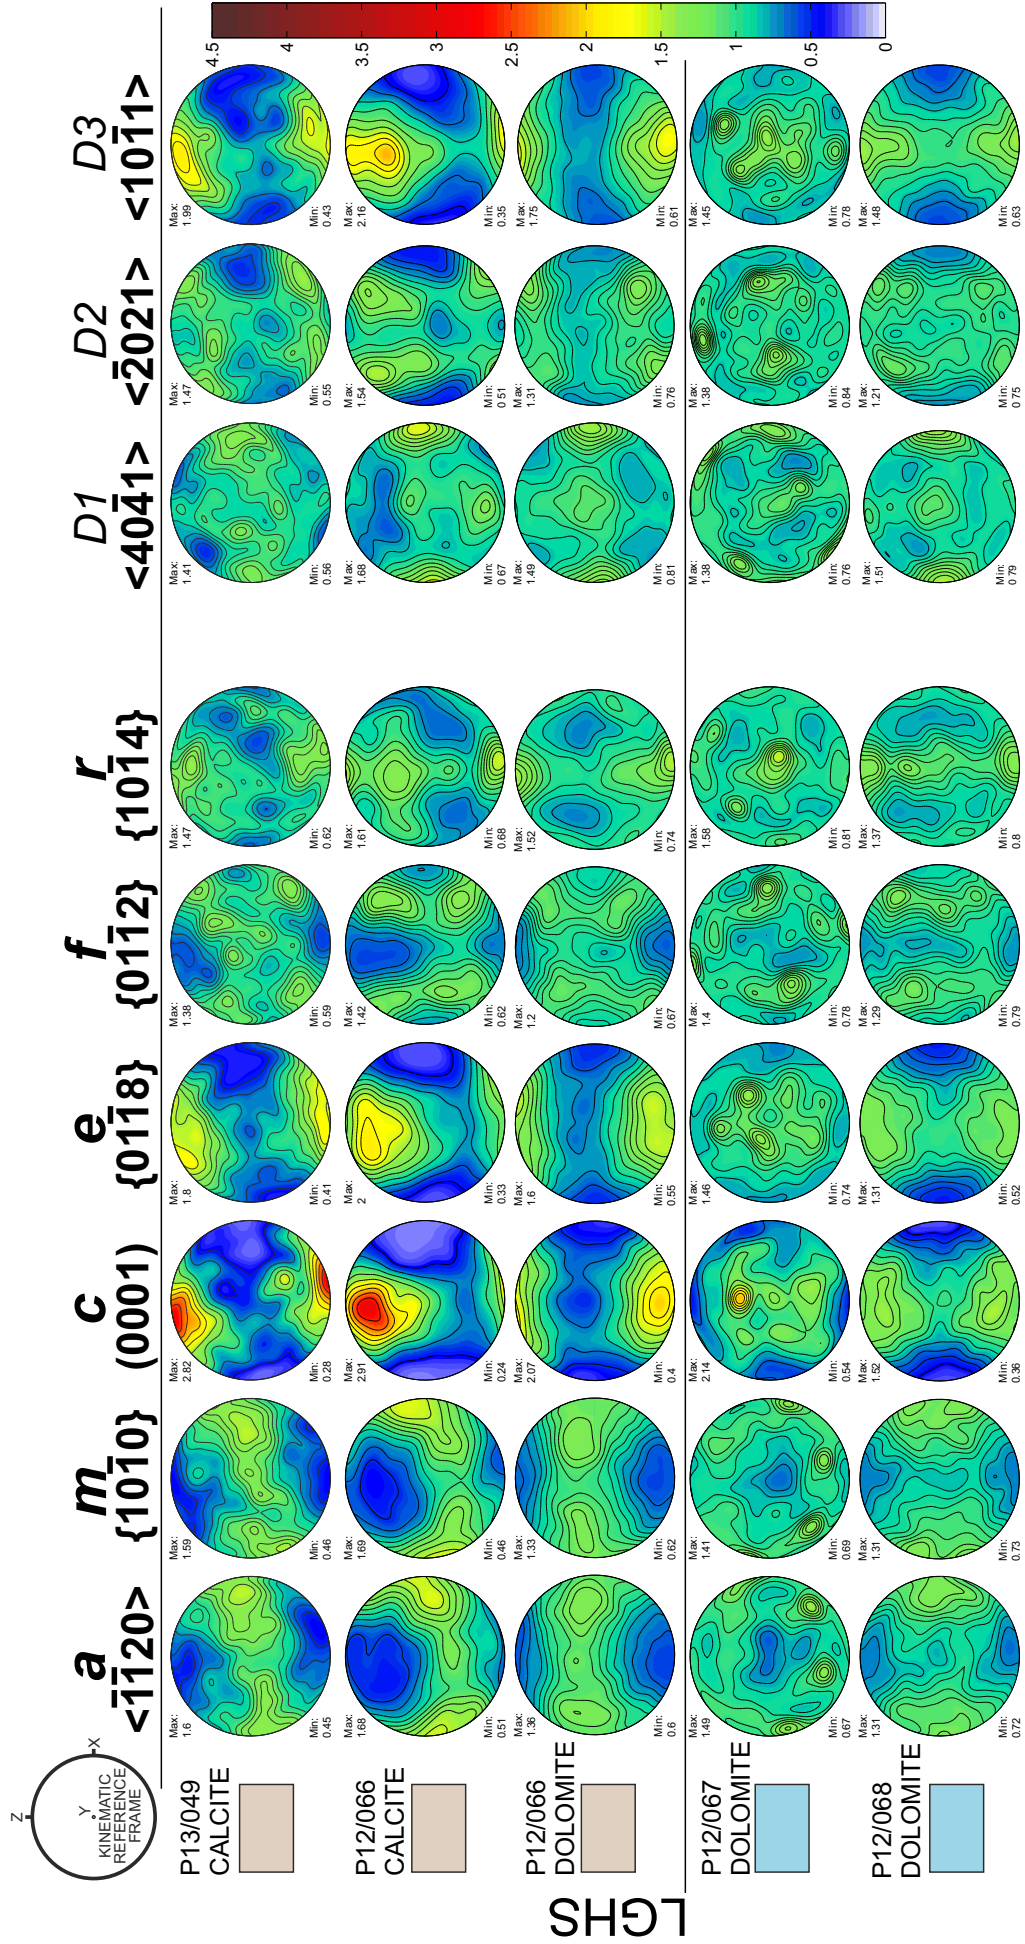 Z
X
Y
KINEMATIC
REFERENCE
FRAME
a
<1̅1̅20>
m
{101̅0}
c
(0001)
e
{011̅8}
f
{011̅2}
r
{101̅4}
D1
<404̅1>
D2
<2̅021>
D3
<101̅1>
LGHS
P13/049
CALCITE
Max:
1.6
Min:
0.45
Max:
1.59
Min:
0.46
Max:
2.82
Min:
0.28
Max:
1.8
Min:
0.41
Max:
1.38
Min:
0.59
Max:
1.47
Min:
0.62
Max:
1.41
Min:
0.56
Max:
1.47
Min:
0.55
Max:
1.99
Min:
0.43
P12/066
CALCITE
Max:
1.68
Min:
0.51
Max:
1.69
Min:
0.46
Max:
2.91
Min:
0.24
Max:
2
Min:
0.33
Max:
1.42
Min:
0.62
Max:
1.61
Min:
0.68
Max:
1.68
Min:
0.67
Max:
1.54
Min:
0.51
Max:
2.16
Min:
0.35
P12/066
DOLOMITE
Max:
1.36
Min:
0.6
Max:
1.33
Min:
0.62
Max:
2.07
Min:
0.4
Max:
1.6
Min:
0.55
Max:
1.2
Min:
0.67
Max:
1.52
Min:
0.74
Max:
1.49
Min:
0.81
Max:
1.31
Min:
0.76
Max:
1.75
Min:
0.61
P12/067
DOLOMITE
Max:
1.49
Min:
0.67
Max:
1.41
Min:
0.69
Max:
2.14
Min:
0.54
Max:
1.46
Min:
0.74
Max:
1.4
Min:
0.78
Max:
1.58
Min:
0.81
Max:
1.38
Min:
0.76
Max:
1.38
Min:
0.84
Max:
1.45
Min:
0.78
P12/068
DOLOMITE
Max:
1.31
Min:
0.72
Max:
1.31
Min:
0.73
Max:
1.52
Min:
0.36
Max:
1.31
Min:
0.52
Max:
1.29
Min:
0.79
Max:
1.37
Min:
0.8
Max:
1.51
Min:
0.79
Max:
1.21
Min:
0.75
Max:
1.48
Min:
0.63
4.5
4
3.5
3
2.5
2
1.5
1
0.5
0